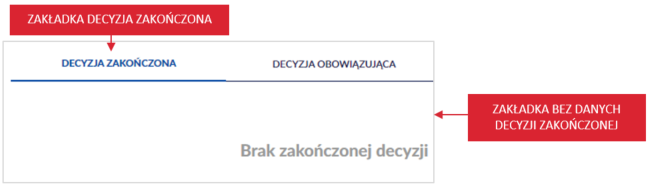 ZAKŁADKA DECYZJA ZAKOŃCZONA
DECYZJA ZAKOŃCZONA
DECYZJA OBOWIĄZUJĄCA
ZAKŁADKA BEZ DANYCH
DECYZJI ZAKOŃCZONEJ
Brak zakończonej decyzji